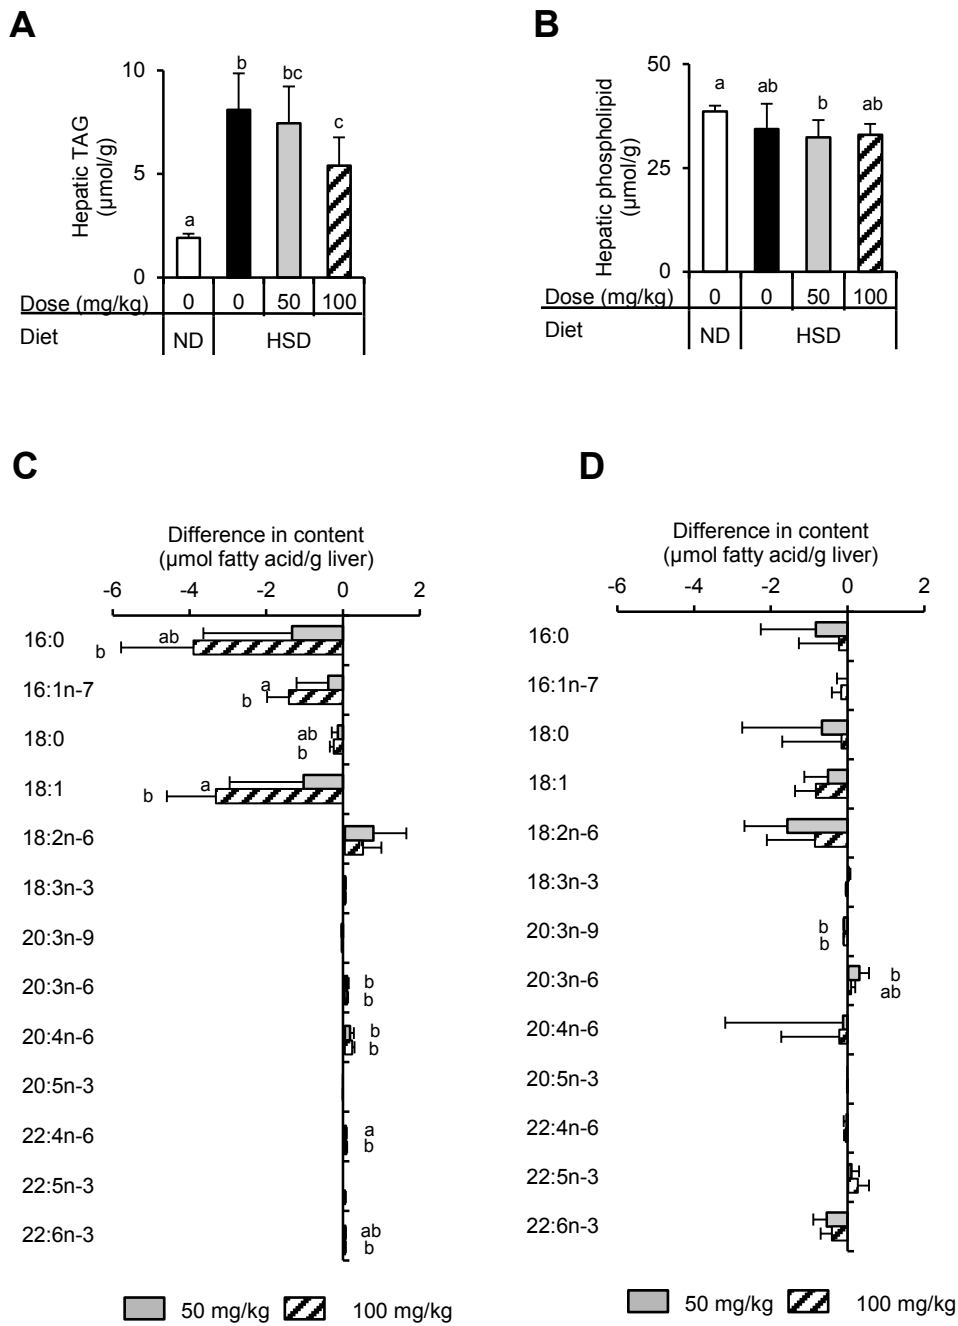 A
B
10
5
0
Hepatic TAG
(µmol/g)
a
b
bc
c
Dose (mg/kg) 0 0 50 100
Diet ND HSD
50
25
0
Hepatic phospholipid
(µmol/g)
a
ab
b
ab
Dose (mg/kg) 0 0 50 100
Diet ND HSD
C
Difference in content
(µmol fatty acid/g liver)
-6 -4 -2 0 2
16:0 ab
b
16:1n-7 a
b
18:0 ab
b
18:1 a
b
18:2n-6
18:3n-3
20:3n-9
20:3n-6 b
b
20:4n-6 b
b
20:5n-3
22:4n-6 a
b
22:5n-3
22:6n-3 ab
b
50 mg/kg 100 mg/kg
D
Difference in content
(µmol fatty acid/g liver)
-6 -4 -2 0 2
16:0
16:1n-7
18:0
18:1
18:2n-6
18:3n-3
20:3n-9 b
b
20:3n-6 b
ab
20:4n-6
20:5n-3
22:4n-6
22:5n-3
22:6n-3
50 mg/kg 100 mg/kg